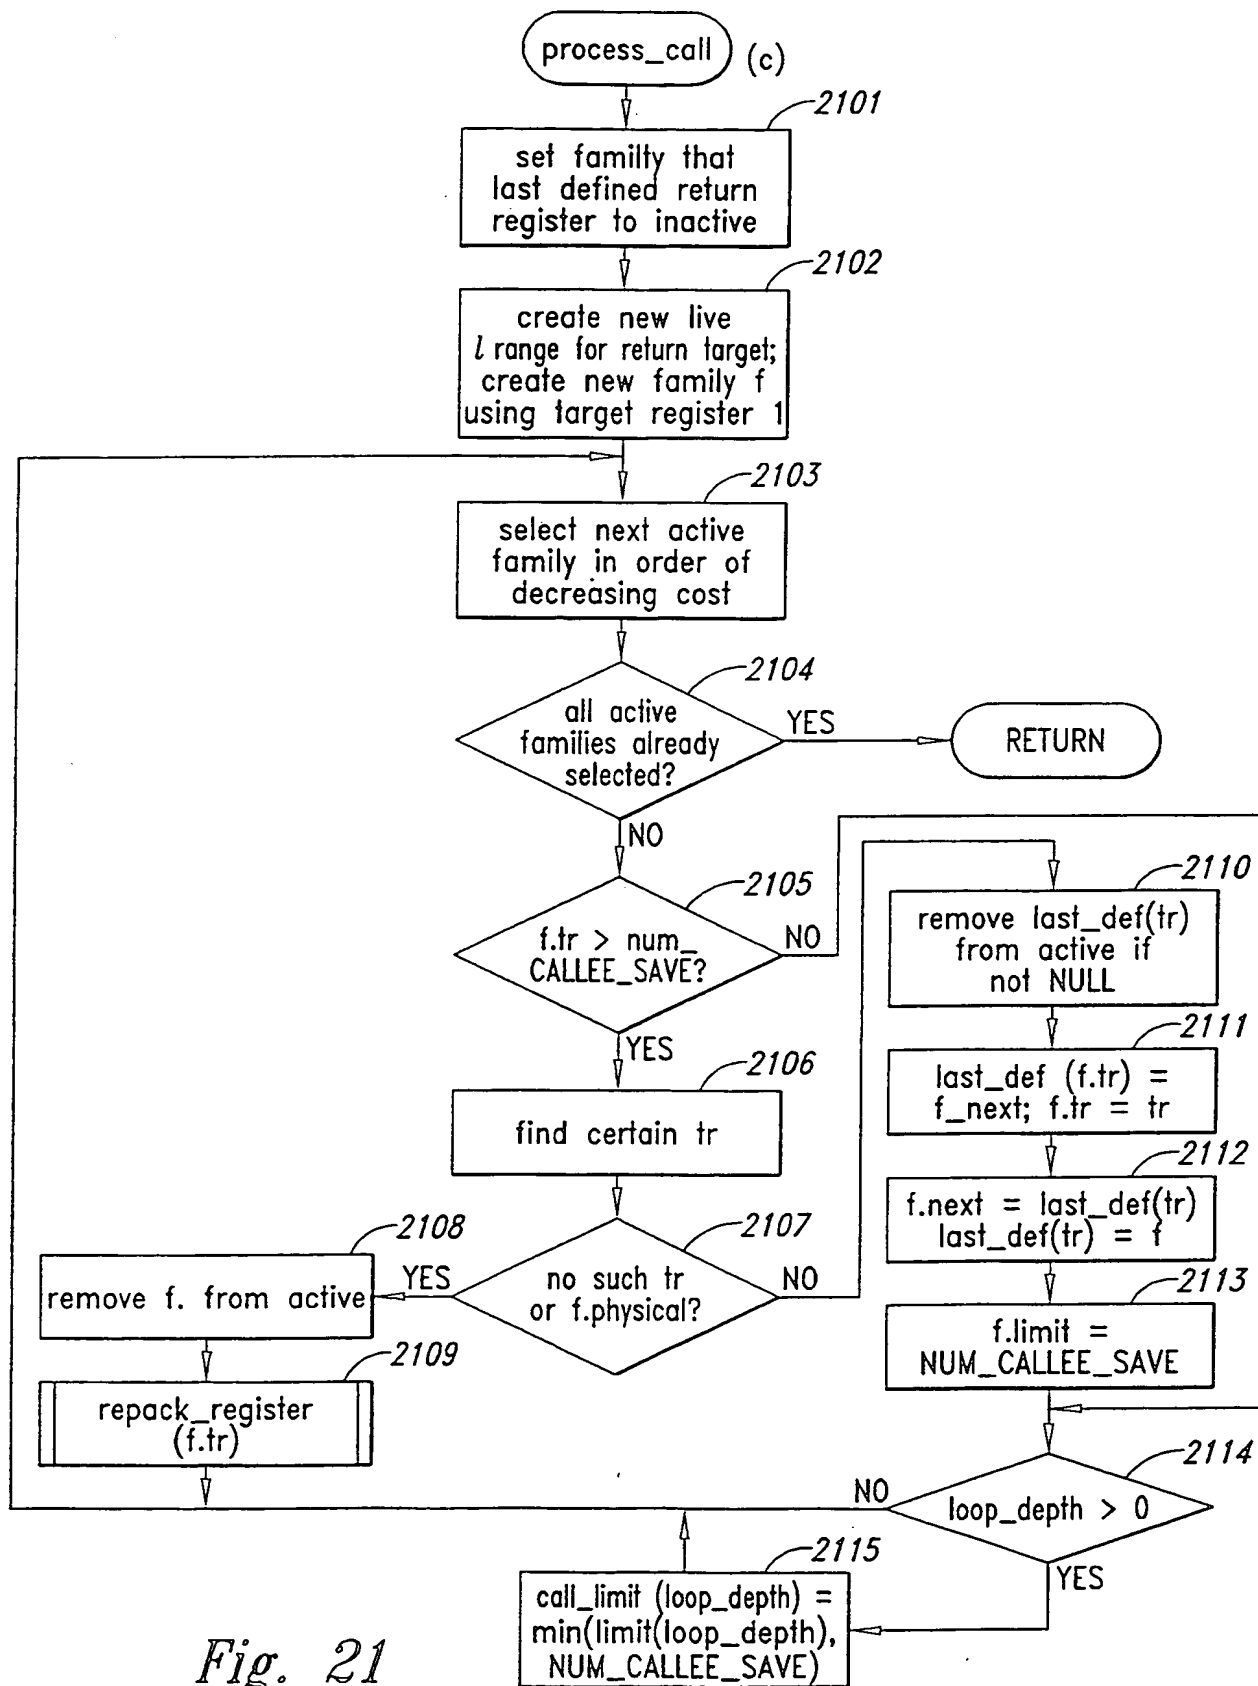 process_call (c)
2101
set familty that
last defined return
register to inactive
2102
create new live
l range for return target;
create new family f
using target register 1
2103
select next active
family in order of
decreasing cost
2104
all active
families already
selected?
YES
RETURN
NO
2105
f.tr > num_
CALLEE_SAVE?
NO
YES
2106
find certain tr
2107
no such tr
or f.physical?
YES
NO
2108
remove f. from active
2109
repack_register
(f.tr)
2110
remove last_def(tr)
from active if
not NULL
2111
last_def (f.tr) =
f_next; f.tr = tr
2112
f.next = last_def(tr)
last_def(tr) = f
2113
f.limit =
NUM_CALLEE_SAVE
2114
loop_depth > 0
NO
YES
2115
call_limit (loop_depth) =
min(limit(loop_depth),
NUM_CALLEE_SAVE)
Fig. 21